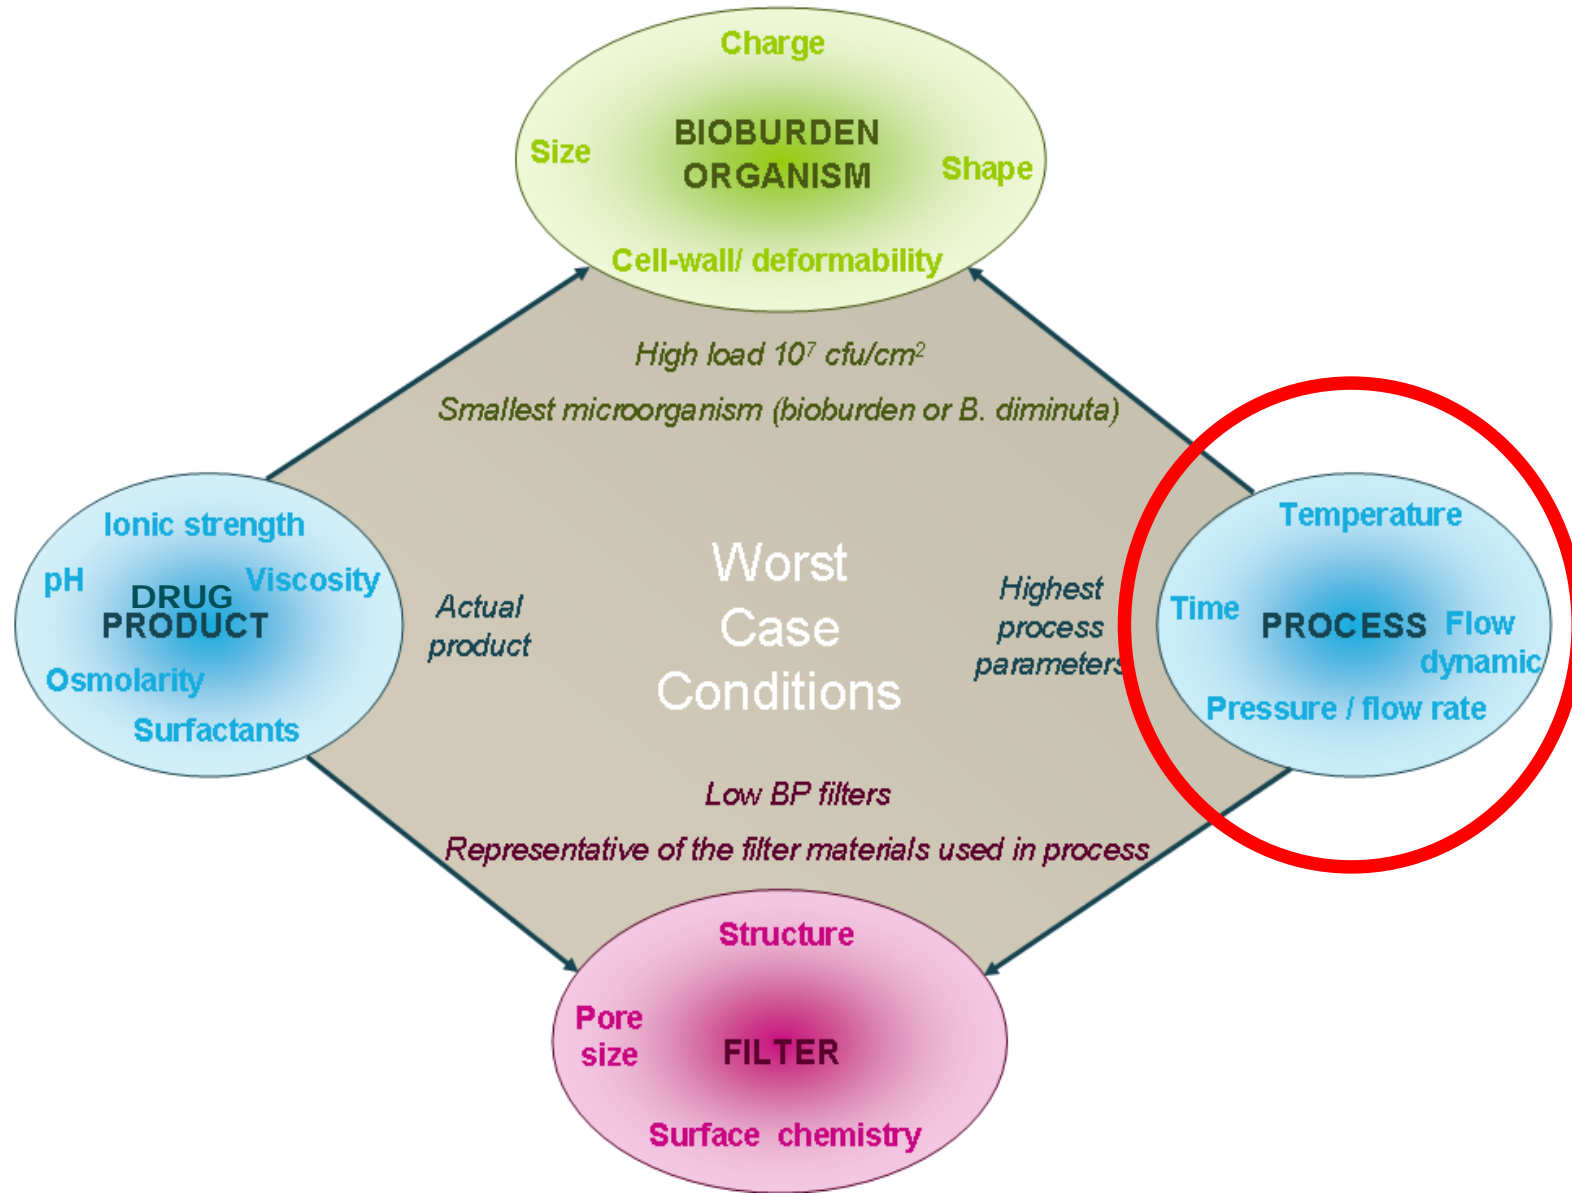 Charge
BIOBURDEN
ORGANISM
Size
Shape
Cell-wall/ deformability
High load 10⁷ cfu/cm²
Smallest microorganism (bioburden or B. diminuta)
Ionic strength
pH
Viscosity
DRUG
PRODUCT
Osmolarity
Surfactants
Actual
product
Worst
Case
Conditions
Highest
process
parameters
Temperature
Time
PROCESS
Flow
dynamic
Pressure / flow rate
Low BP filters
Representative of the filter materials used in process
Structure
Pore
size
FILTER
Surface chemistry